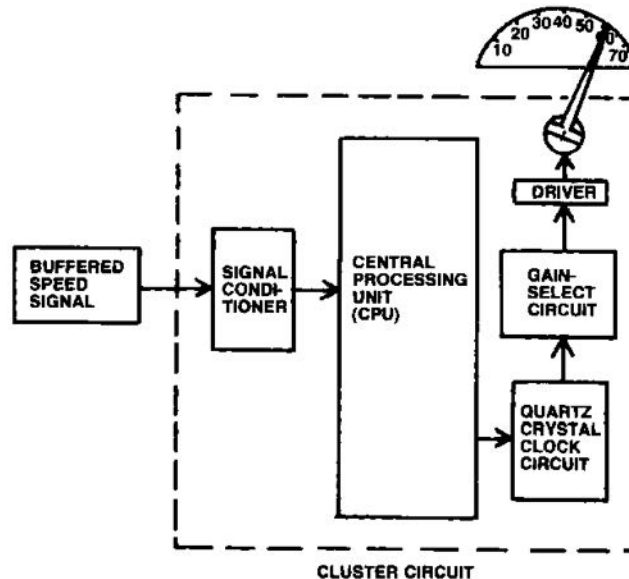 10 20 30 40 50 60 70
BUFFERED
SPEED
SIGNAL
SIGNAL
CONDI-
TIONER
CENTRAL
PROCESSING
UNIT
(CPU)
DRIVER
GAIN-
SELECT
CIRCUIT
QUARTZ
CRYSTAL
CLOCK
CIRCUIT
CLUSTER CIRCUIT